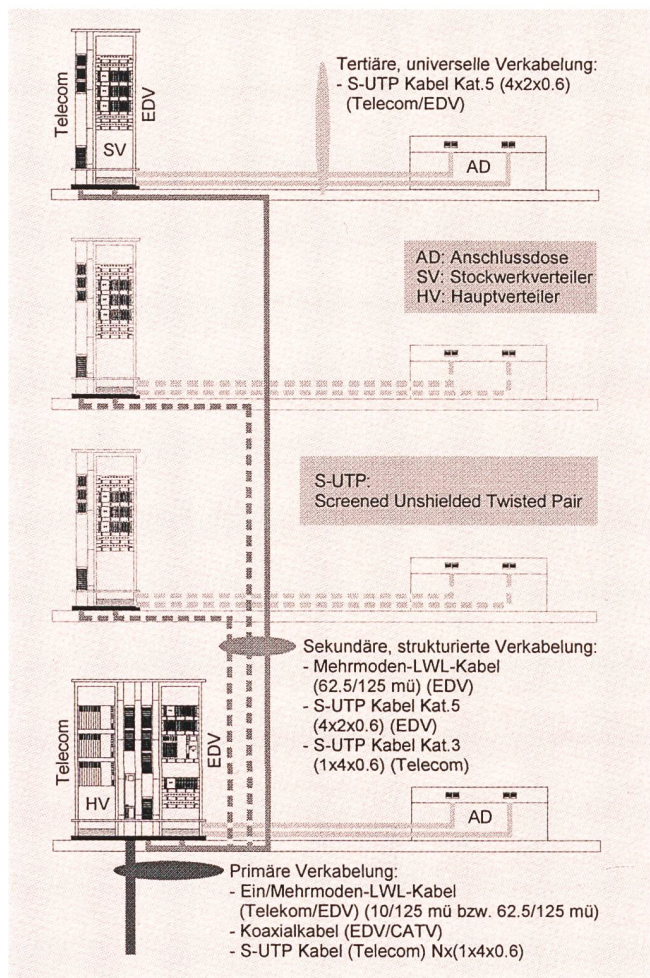 Tertiäre, universelle Verkabelung:
- S-UTP Kabel Kat.5 (4x2x0.6)
(Telecom/EDV)
Telecom
EDV
SV
AD
AD: Anschlussdose
SV: Stockwerkverteiler
HV: Hauptverteiler
S-UTP:
Screened Unshielded Twisted Pair
Sekundäre, strukturierte Verkabelung:
- Mehrmoden-LWL-Kabel
(62.5/125 mü) (EDV)
- S-UTP Kabel Kat.5
(4x2x0.6) (EDV)
- S-UTP Kabel Kat.3
(1x4x0.6) (Telecom)
Telecom
EDV
HV
AD
Primäre Verkabelung:
- Ein/Mehrmoden-LWL-Kabel
(Telekom/EDV) (10/125 mü bzw. 62.5/125 mü)
- Koaxialkabel (EDV/CATV)
- S-UTP Kabel (Telecom) Nx(1x4x0.6)